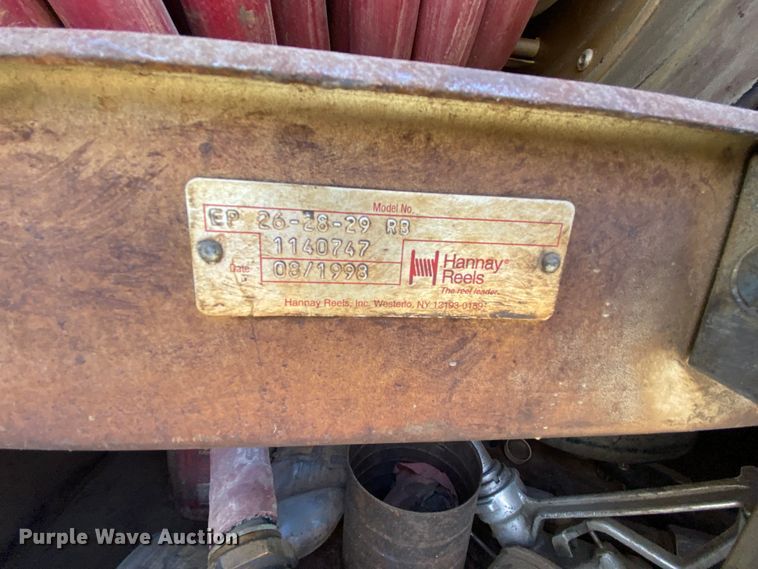 Model No.
EP 26-28-29 RB
1140747
Date 08/1998
Hannay®
Reels
The reel leader.
Hannay Reels, Inc. Westerlo, NY 12193-0159
Purple Wave Auction